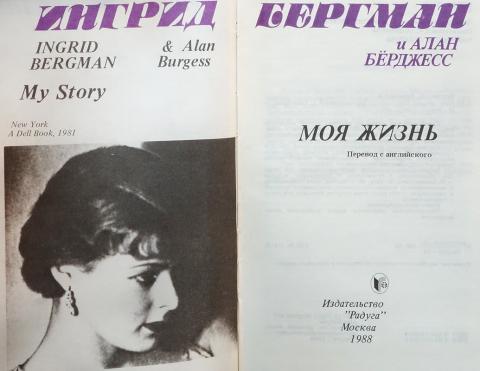 ИНГРИД
INGRID & Alan
BERGMAN Burgess
My Story
New York
A Dell Book, 1981
БЕРГМАН
и АЛАН
БЁРДЖЕСС
МОЯ ЖИЗНЬ
Перевод с английского
Издательство
"Радуга"
Москва
1988